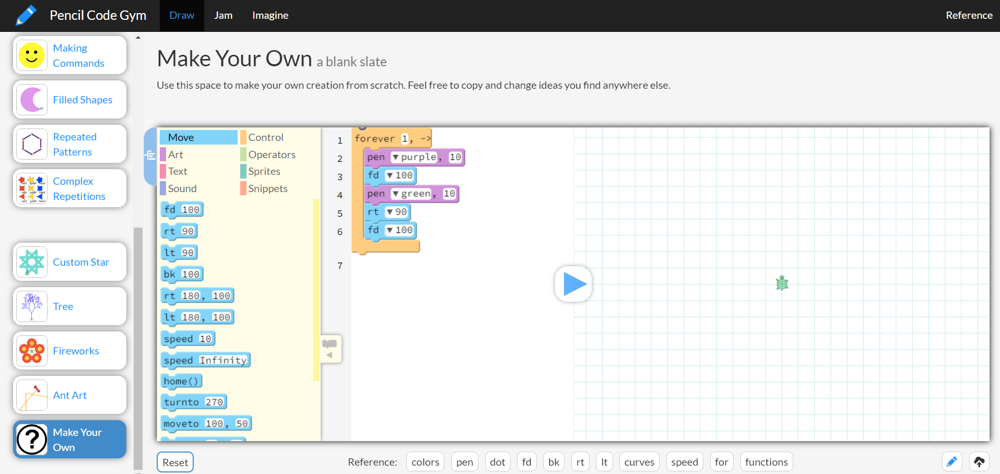 Pencil Code Gym Draw Jam Imagine Reference
Making
Commands
Filled Shapes
Repeated
Patterns
Complex
Repetitions
Custom Star
Tree
Fireworks
Ant Art
Make Your
Own
Make Your Own a blank slate
Use this space to make your own creation from scratch. Feel free to copy and change ideas you find anywhere else.
Move Control
Art Operators
Text Sprites
Sound Snippets
fd 100
rt 90
lt 90
bk 100
rt 180, 100
lt 180, 100
speed 10
speed Infinity
home()
turnto 270
moveto 100, 50
1 forever 1, ->
2 pen ▼purple, 10
3 fd ▼100
4 pen ▼green, 10
5 rt ▼90
6 fd ▼100
7
Reset Reference: colors pen dot fd bk rt lt curves speed for functions